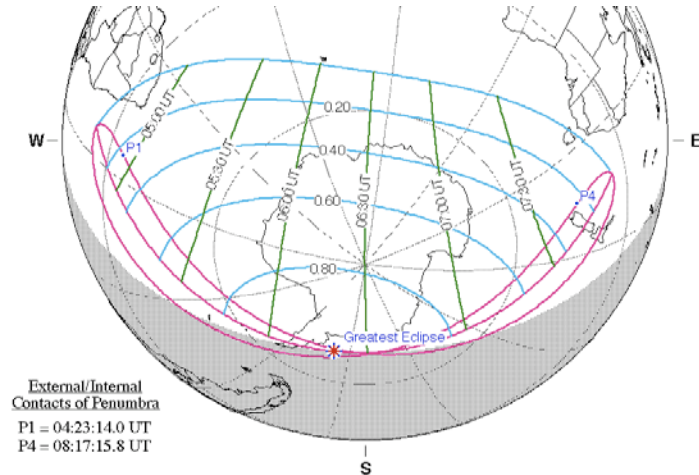 0.20
05:00 UT
W
P1
05:30 UT
0.40
E
06:00 UT
06:30 UT
07:00 UT
07:30 UT
0.60
P4
0.80
Greatest Eclipse
External/Internal
Contacts of Penumbra
P1 = 04:23:14.0 UT
P4 = 08:17:15.8 UT
S